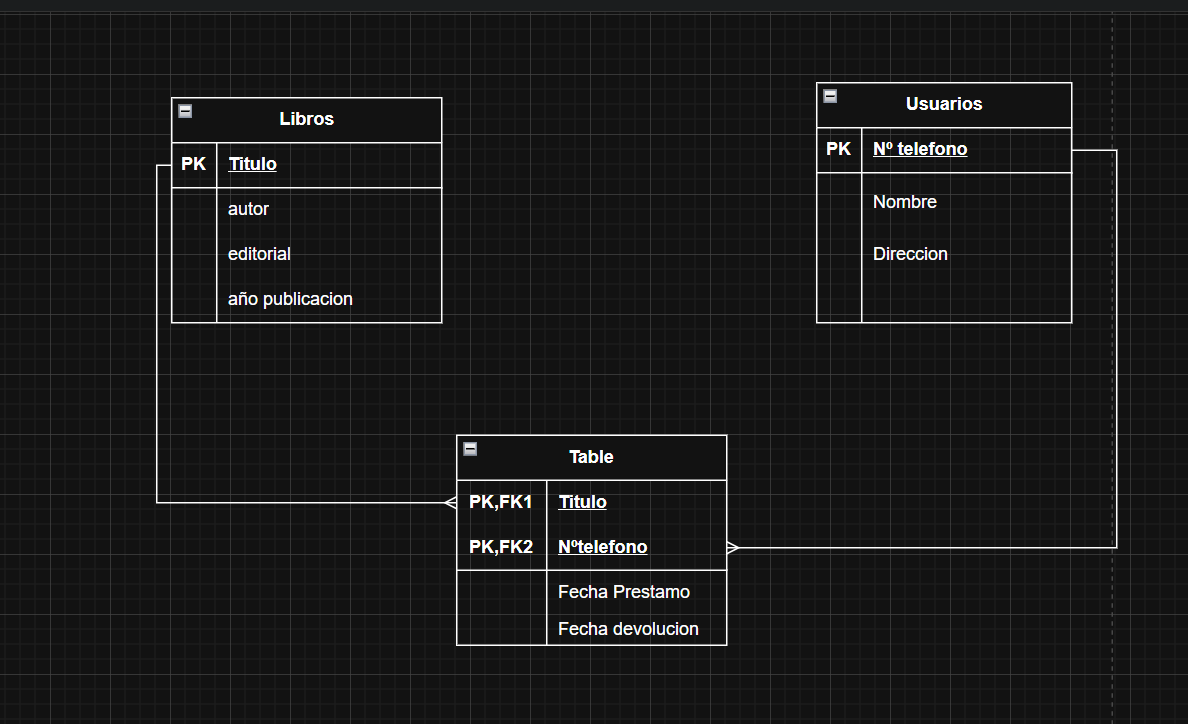 Libros
PK Titulo
autor
editorial
año publicacion
Usuarios
PK Nº telefono
Nombre
Direccion
Table
PK,FK1 Titulo
PK,FK2 Nºtelefono
Fecha Prestamo
Fecha devolucion